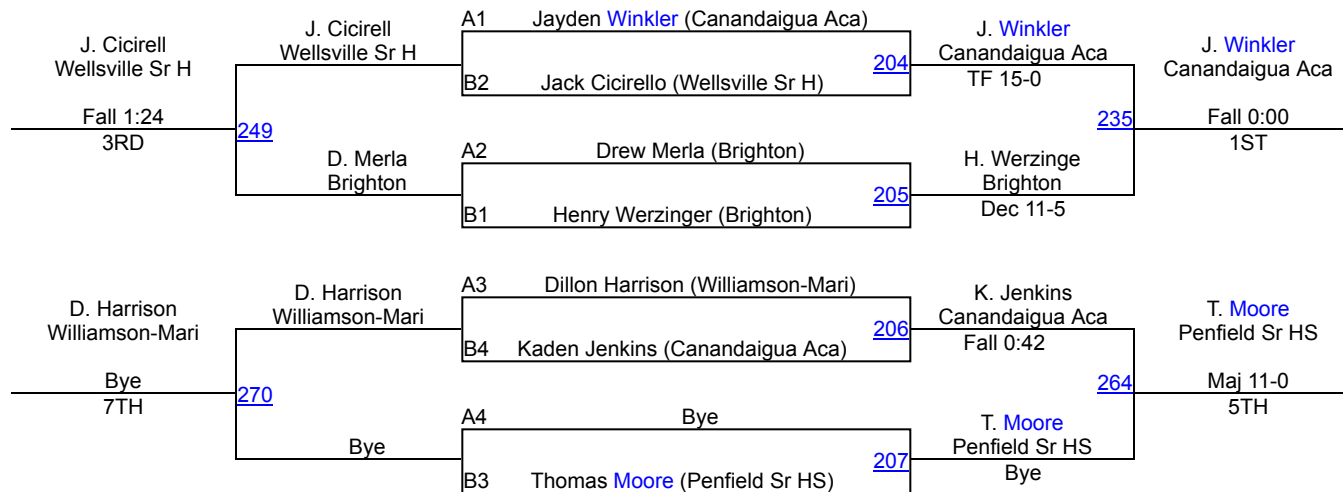 A1 Jayden Winkler (Canandaigua Aca)
J. Cicirell
Wellsville Sr H
J. Cicirell
Wellsville Sr H
204
J. Winkler
Canandaigua Aca
TF 15-0
J. Winkler
Canandaigua Aca
B2 Jack Cicirello (Wellsville Sr H)
Fall 1:24
3RD
249
235
Fall 0:00
1ST
A2 Drew Merla (Brighton)
D. Merla
Brighton
205
H. Werzinge
Brighton
Dec 11-5
B1 Henry Werzinger (Brighton)
A3 Dillon Harrison (Williamson-Mari)
D. Harrison
Williamson-Mari
D. Harrison
Williamson-Mari
206
K. Jenkins
Canandaigua Aca
Fall 0:42
T. Moore
Penfield Sr HS
B4 Kaden Jenkins (Canandaigua Aca)
Bye
7TH
270
264
Maj 11-0
5TH
A4 Bye
Bye
207
T. Moore
Penfield Sr HS
Bye
B3 Thomas Moore (Penfield Sr HS)